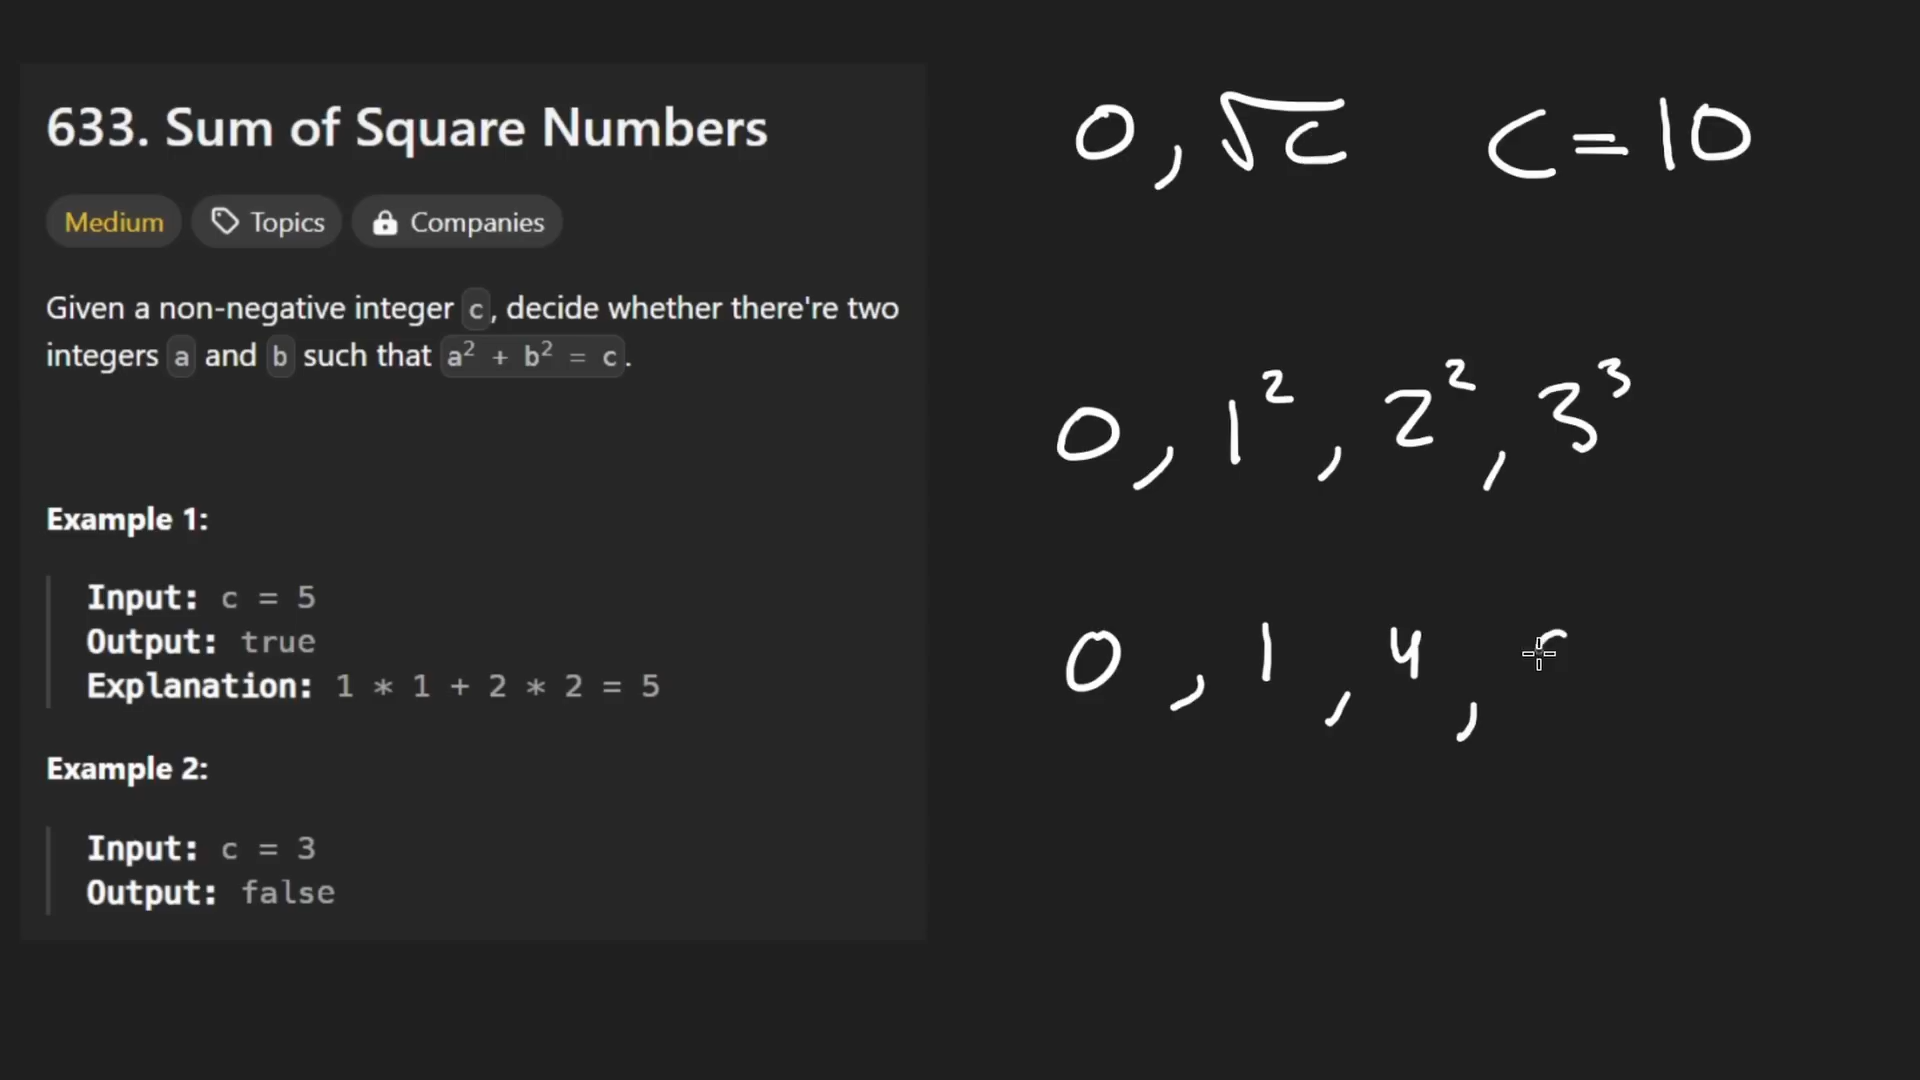 633. Sum of Square Numbers
Medium Topics Companies
Given a non-negative integer c, decide whether there're two
integers a and b such that a² + b² = c.
Example 1:
Input: c = 5
Output: true
Explanation: 1 * 1 + 2 * 2 = 5
Example 2:
Input: c = 3
Output: false
0, √c c=10
0, 1², 2², 3³
0, 1, 4,